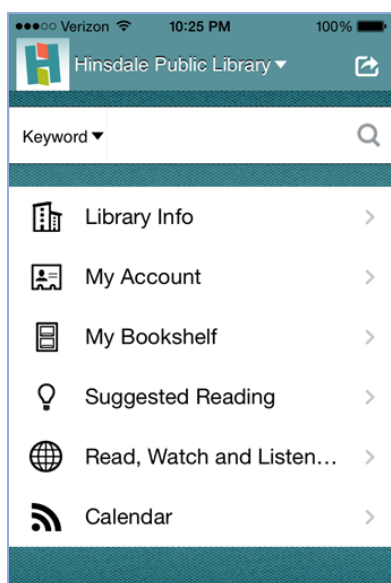 Verizon 10:25 PM 100%
Hinsdale Public Library
Keyword
Library Info
My Account
My Bookshelf
Suggested Reading
Read, Watch and Listen...
Calendar